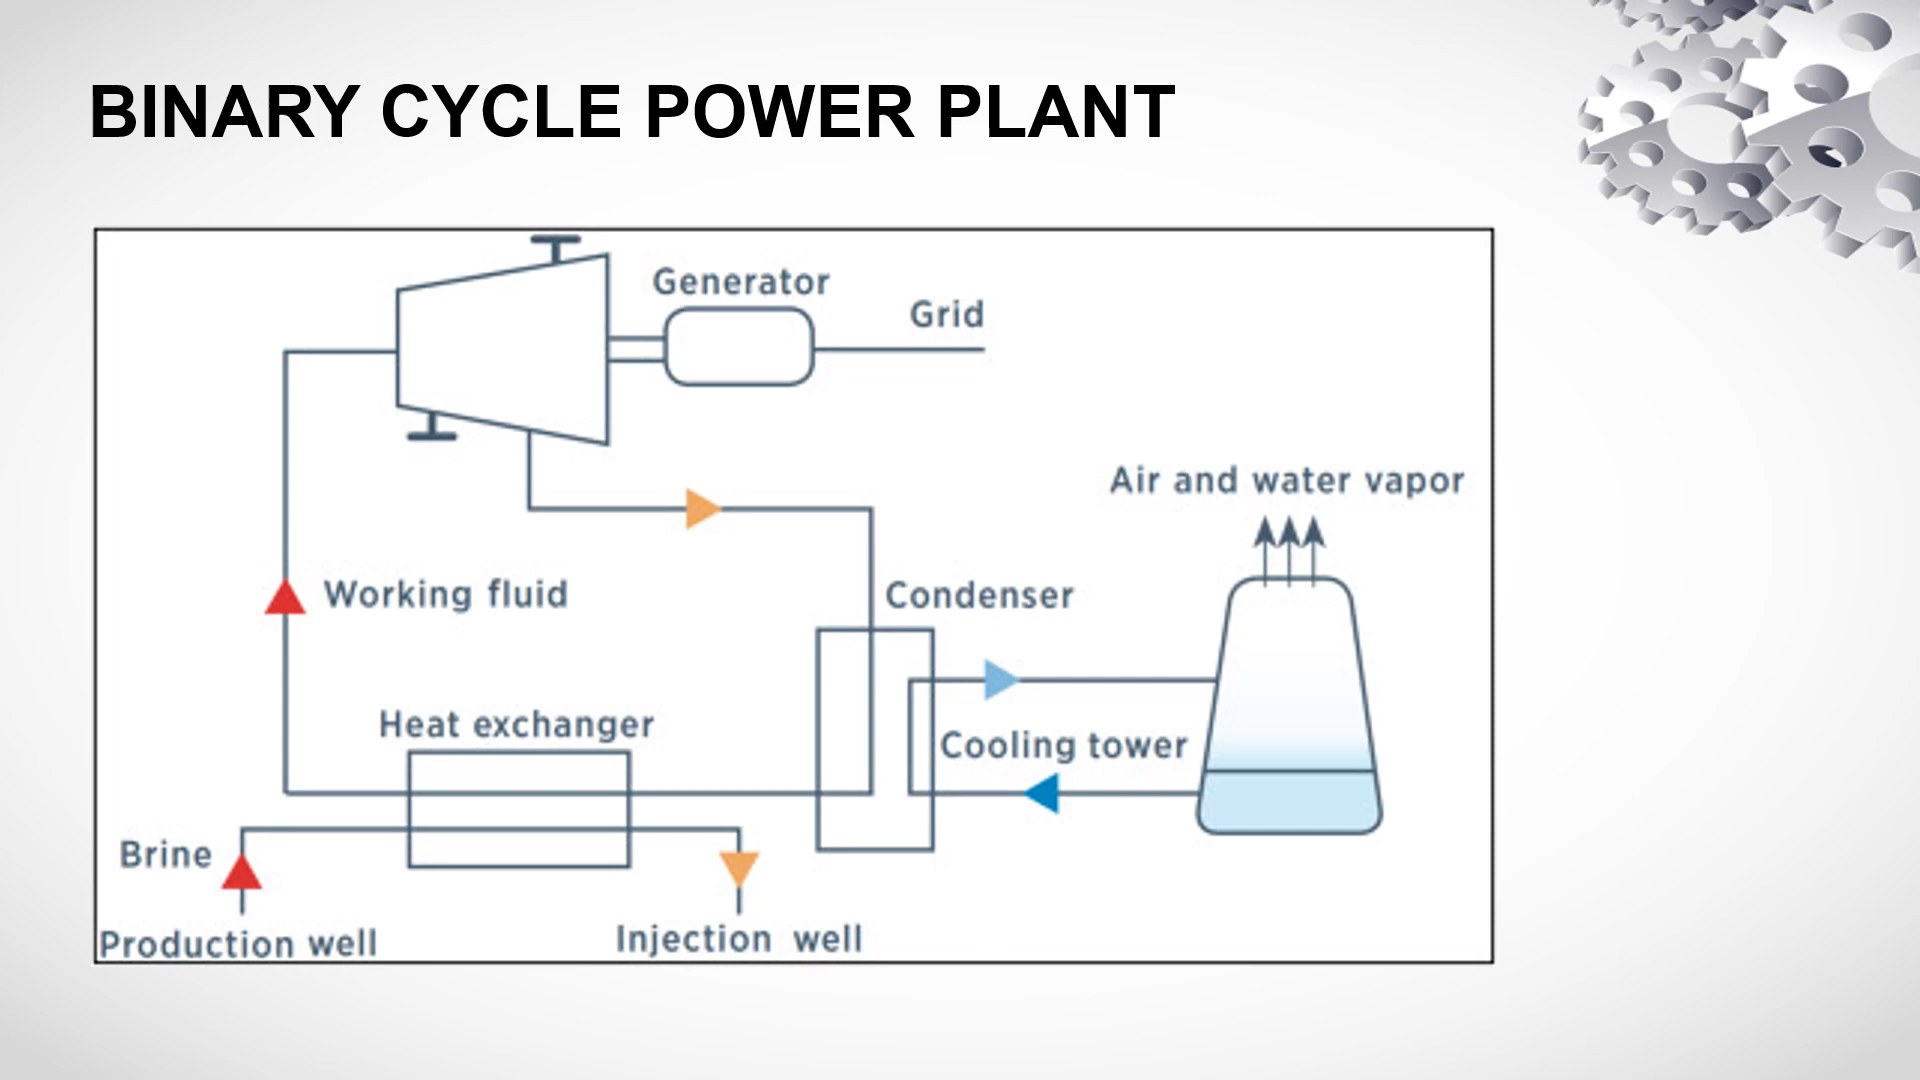 BINARY CYCLE POWER PLANT
Generator
Grid
Air and water vapor
Working fluid
Condenser
Heat exchanger
Cooling tower
Brine
Production well
Injection well